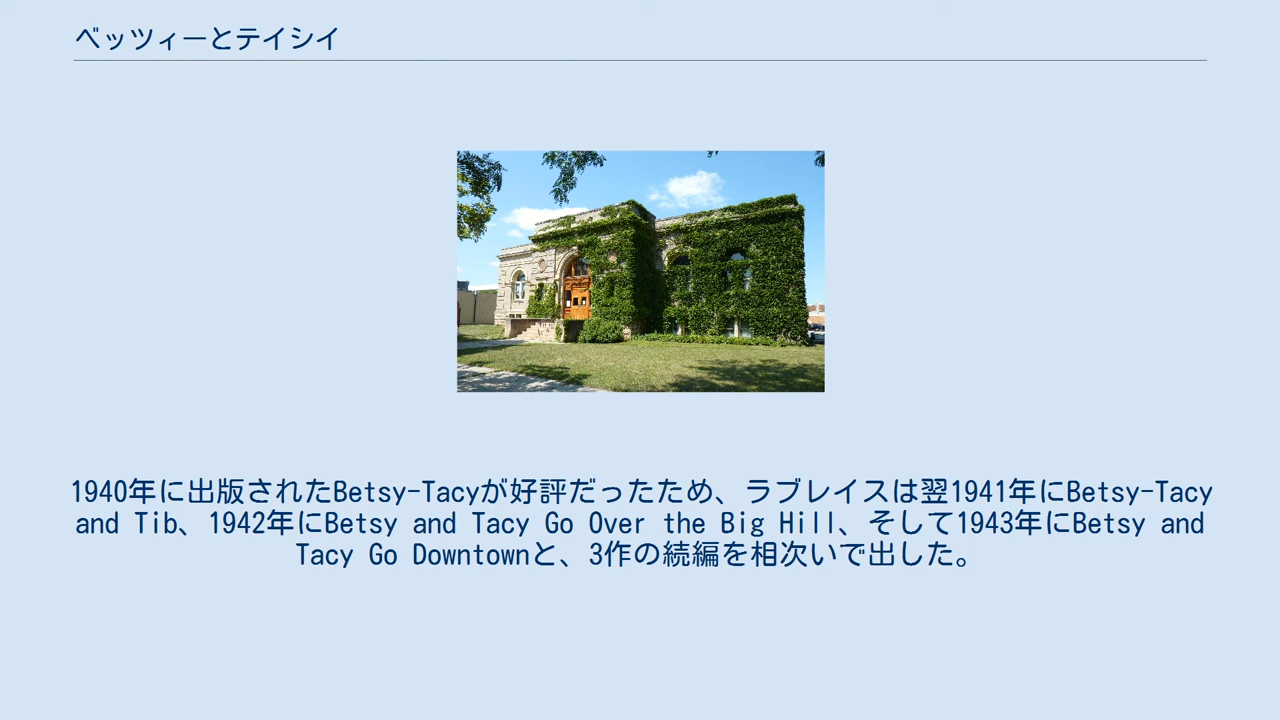 ベッツィーとテイシイ
1940年に出版されたBetsy-Tacyが好評だったため、ラブレイスは翌1941年にBetsy-Tacy
and Tib、1942年にBetsy and Tacy Go Over the Big Hill、そして1943年にBetsy and
Tacy Go Downtownと、3作の続編を相次いで出した。